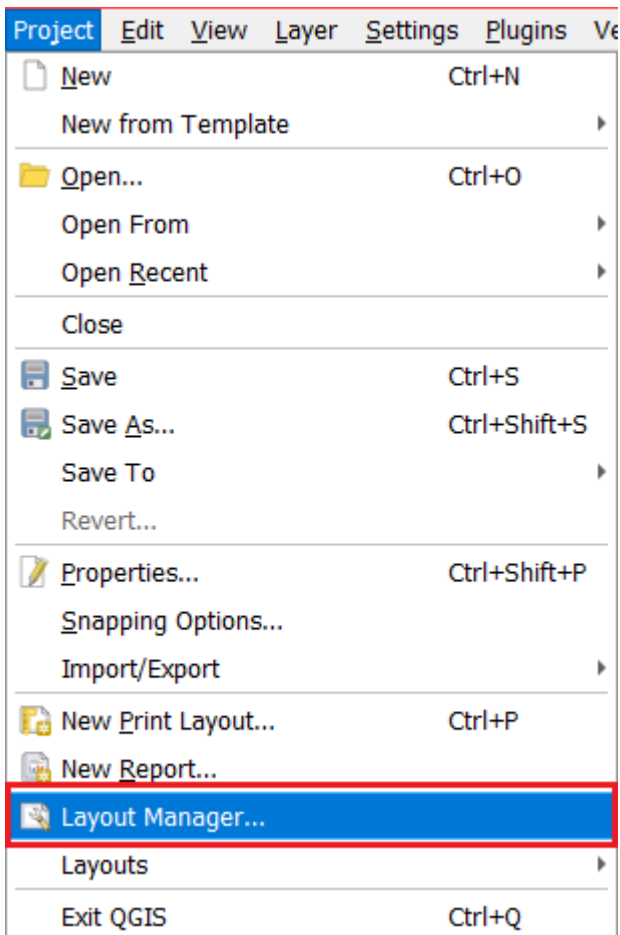 Project Edit View Layer Settings Plugins Ve
New Ctrl+N
New from Template
Open... Ctrl+O
Open From
Open Recent
Close
Save Ctrl+S
Save As... Ctrl+Shift+S
Save To
Revert...
Properties... Ctrl+Shift+P
Snapping Options...
Import/Export
New Print Layout... Ctrl+P
New Report...
Layout Manager...
Layouts
Exit QGIS Ctrl+Q